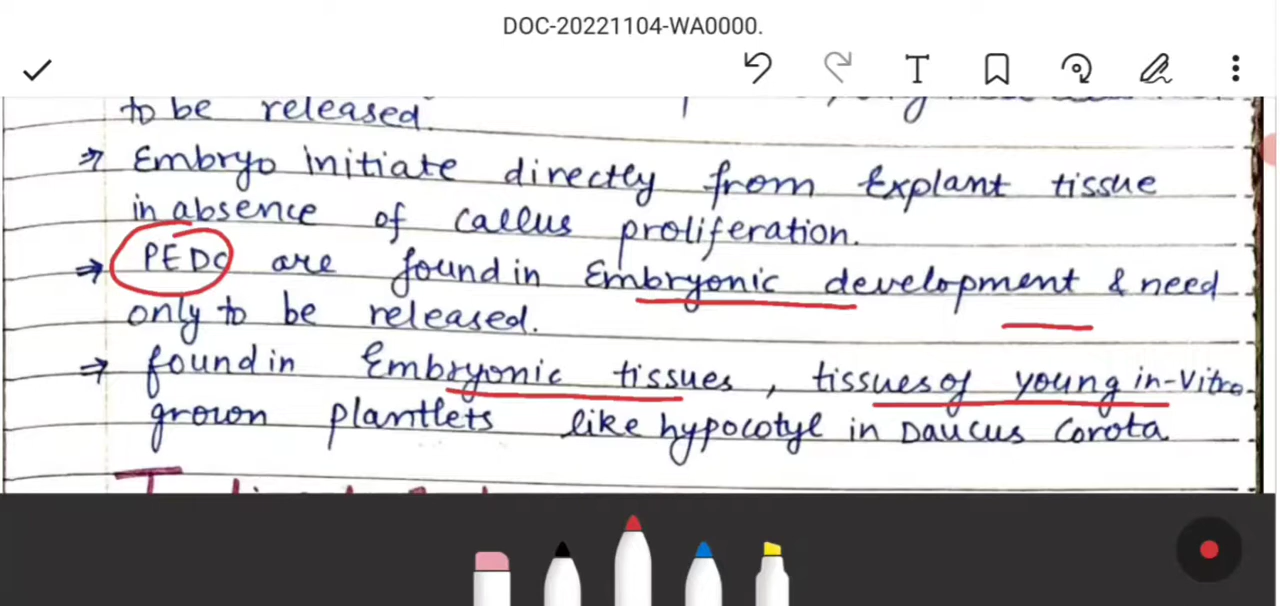 DOC-20221104-WA0000.
T
to be released.
⇒ Embryo initiate directly from Explant tissue
in absence of callus proliferation.
⇒ PEDC are found in Embryonic development & need
only to be released.
⇒ found in Embryonic tissues, tissues of young in-vitro-
grown plantlets like hypocotyl in Daucus Corota